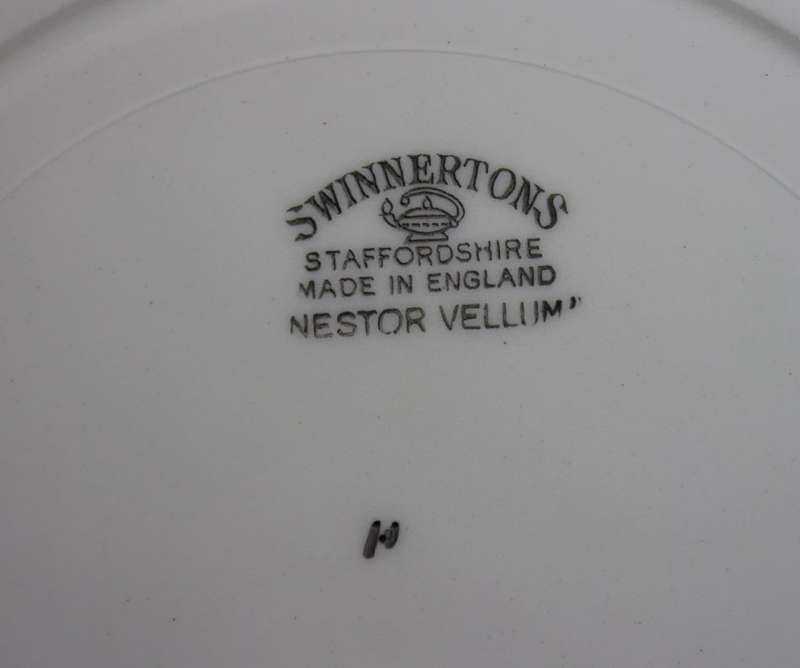 SWINNERTONS
STAFFORDSHIRE
MADE IN ENGLAND
NESTOR VELLUM"